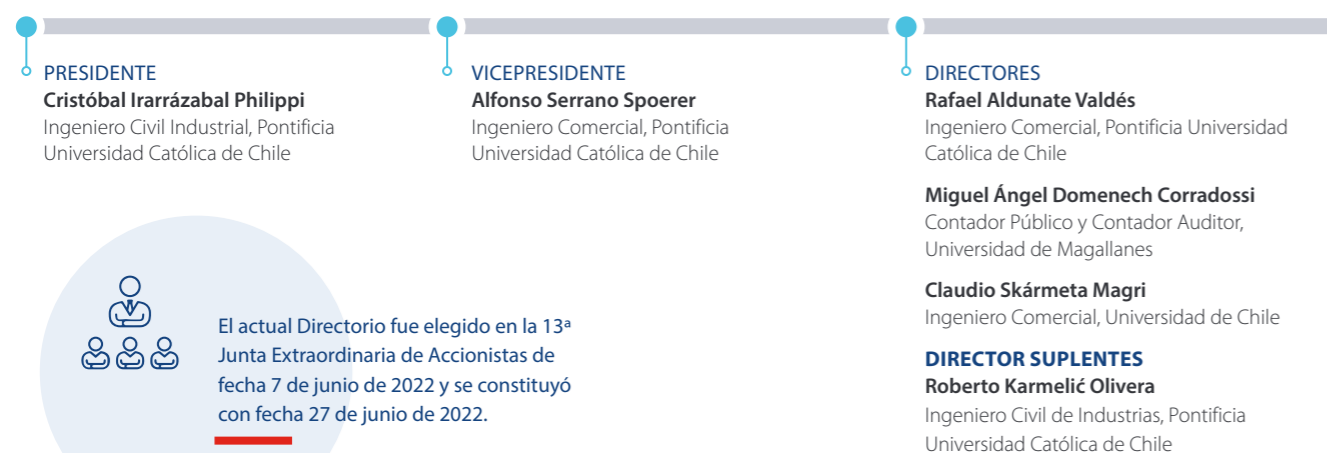 PRESIDENTE
Cristóbal Irarrázabal Philippi
Ingeniero Civil Industrial, Pontificia
Universidad Católica de Chile
VICEPRESIDENTE
Alfonso Serrano Spoerer
Ingeniero Comercial, Pontificia
Universidad Católica de Chile
DIRECTORES
Rafael Aldunate Valdés
Ingeniero Comercial, Pontificia Universidad
Católica de Chile
Miguel Ángel Domenech Corradossi
Contador Público y Contador Auditor,
Universidad de Magallanes
Claudio Skármeta Magri
Ingeniero Comercial, Universidad de Chile
DIRECTOR SUPLENTES
Roberto Karmelić Olivera
Ingeniero Civil de Industrias, Pontificia
Universidad Católica de Chile
El actual Directorio fue elegido en la 13ª
Junta Extraordinaria de Accionistas de
fecha 7 de junio de 2022 y se constituyó
con fecha 27 de junio de 2022.